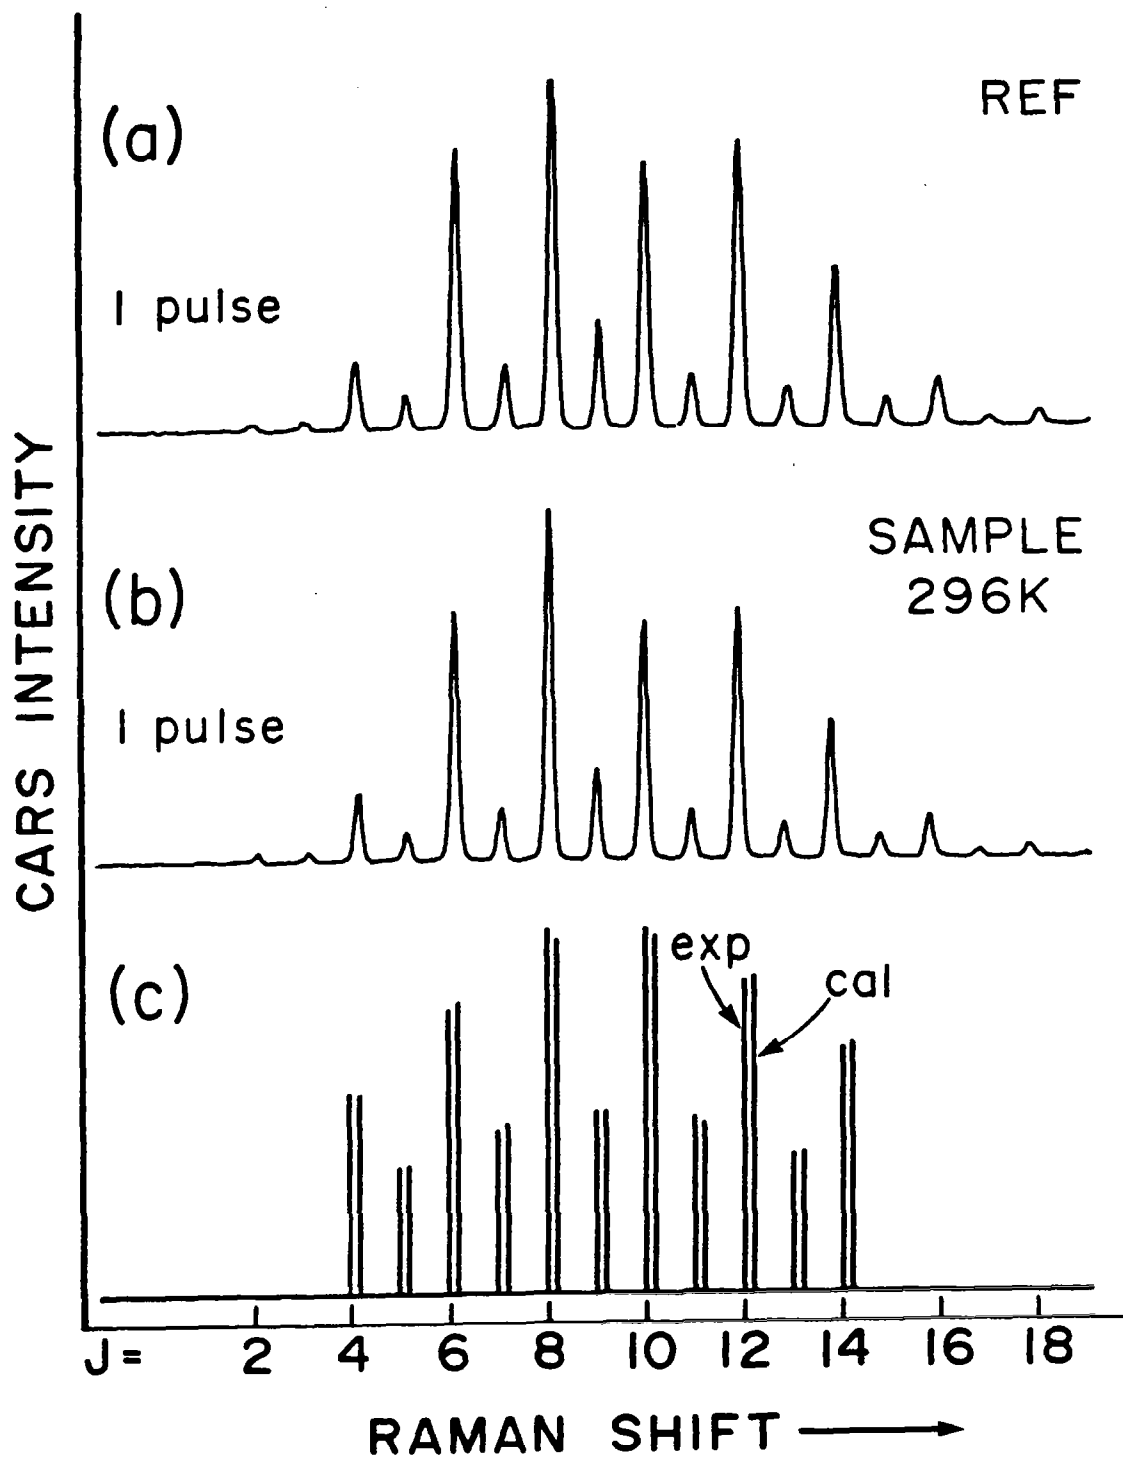 (a)
REF
1 pulse
(b)
SAMPLE
296K
1 pulse
(c)
exp
cal
CARS INTENSITY
J= 2 4 6 8 10 12 14 16 18
RAMAN SHIFT